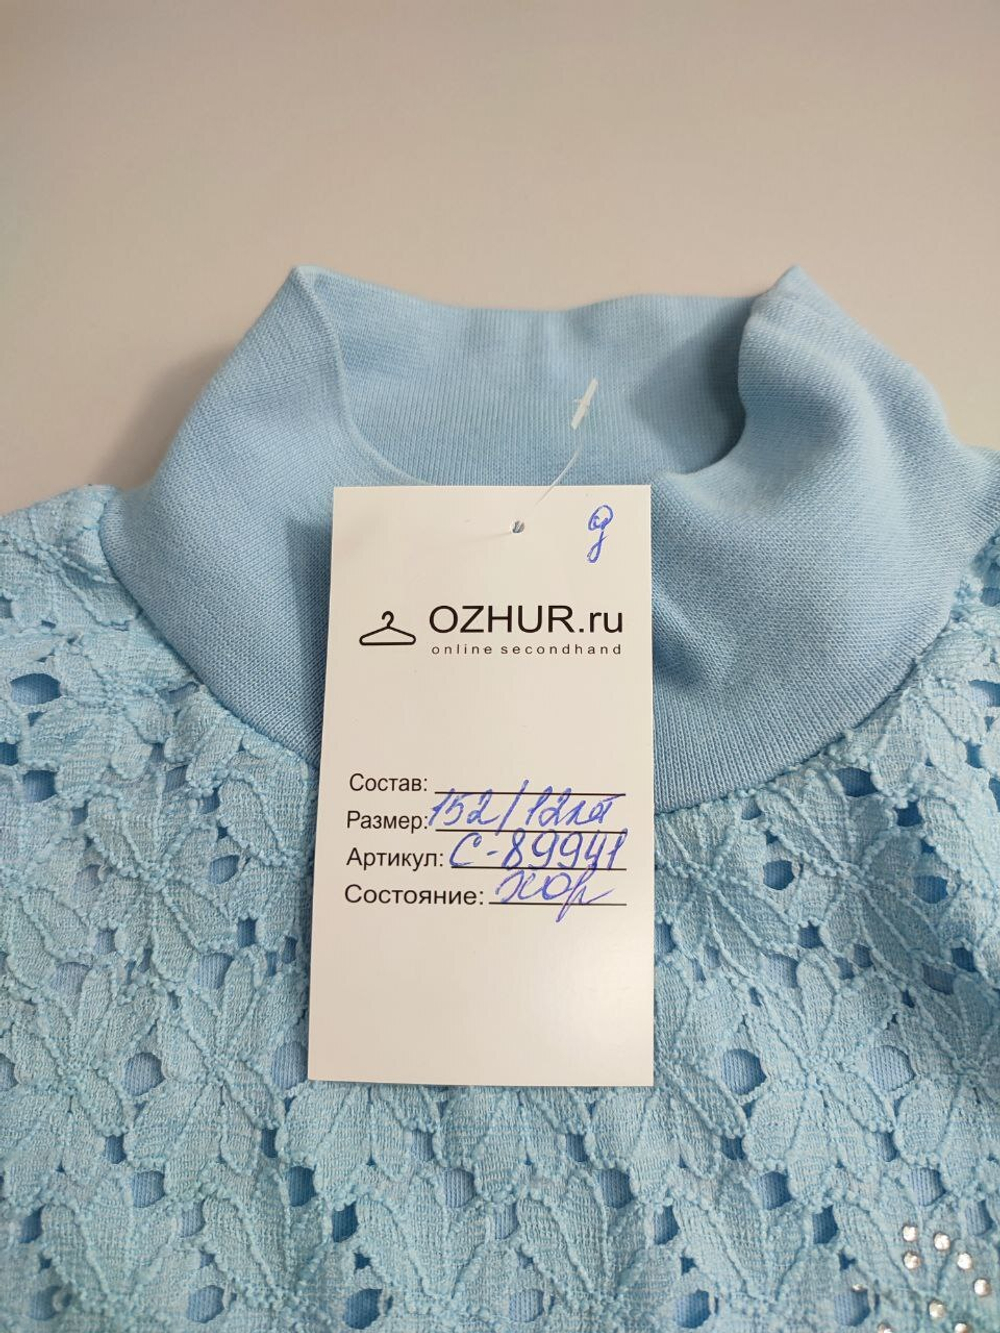 д
OZHUR.ru
online secondhand
Состав:
Размер: 152/12лет
Артикул: С-89941
Состояние: хор